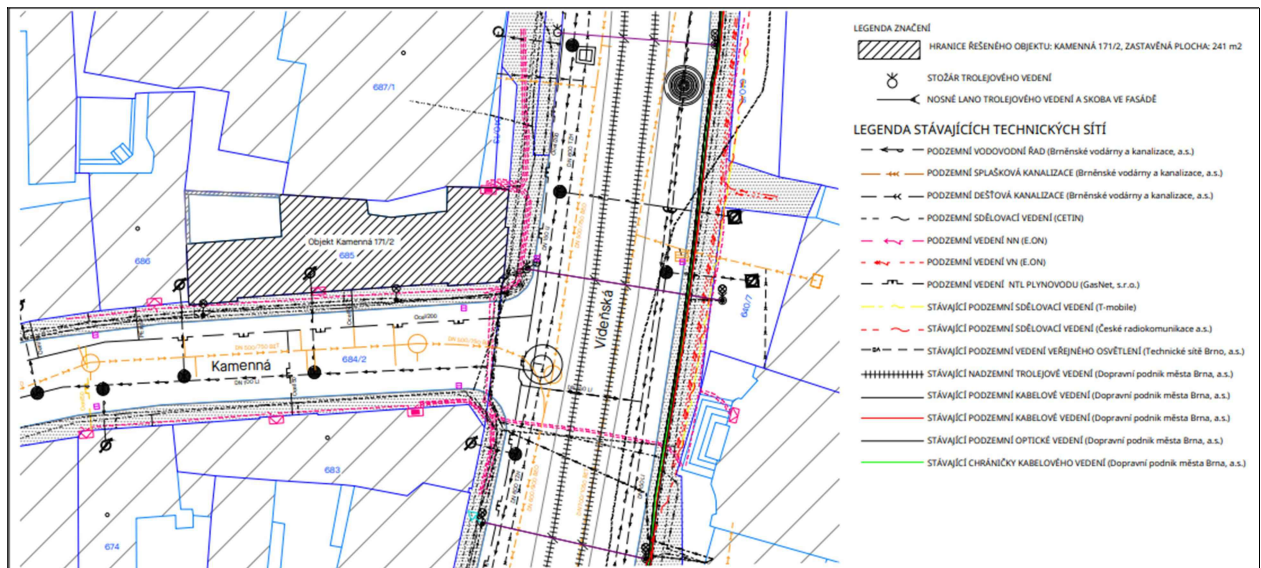 LEGENDA ZNAČENÍ
HRANICE ŘEŠENÉHO OBJEKTU: KAMENNÁ 171/2, ZASTAVĚNÁ PLOCHA: 241 m2
STOŽÁR TROLEJOVÉHO VEDENÍ
NOSNÉ LANO TROLEJOVÉHO VEDENÍ A SKOBA VE FASÁDĚ
LEGENDA STÁVAJÍCÍCH TECHNICKÝCH SÍTÍ
PODZEMNÍ VODOVODNÍ ŘAD (Brněnské vodárny a kanalizace, a.s.)
PODZEMNÍ SPLAŠKOVÁ KANALIZACE (Brněnské vodárny a kanalizace, a.s.)
PODZEMNÍ DEŠŤOVÁ KANALIZACE (Brněnské vodárny a kanalizace, a.s.)
PODZEMNÍ SDĚLOVACÍ VEDENÍ (CETIN)
PODZEMNÍ VEDENÍ NN (E.ON)
PODZEMNÍ VEDENÍ VN (E.ON)
PODZEMNÍ VEDENÍ NTL PLYNOVODU (GasNet, s.r.o.)
STÁVAJÍCÍ PODZEMNÍ SDĚLOVACÍ VEDENÍ (T-mobile)
STÁVAJÍCÍ PODZEMNÍ SDĚLOVACÍ VEDENÍ (České radiokomunikace a.s.)
STÁVAJÍCÍ PODZEMNÍ VEDENÍ VEŘEJNÉHO OSVĚTLENÍ (Technické sítě Brno, a.s.)
STÁVAJÍCÍ NADZEMNÍ TROLEJOVÉ VEDENÍ (Dopravní podnik města Brna, a.s.)
STÁVAJÍCÍ PODZEMNÍ KABELOVÉ VEDENÍ (Dopravní podnik města Brna, a.s.)
STÁVAJÍCÍ PODZEMNÍ KABELOVÉ VEDENÍ (Dopravní podnik města Brna, a.s.)
STÁVAJÍCÍ PODZEMNÍ OPTICKÉ VEDENÍ (Dopravní podnik města Brna, a.s.)
STÁVAJÍCÍ CHRÁNIČKY KABELOVÉHO VEDENÍ (Dopravní podnik města Brna, a.s.)
687/1
Objekt Kamenná 171/2
685
686
Vídenská
640/7
684/2
Kamenná
683
674